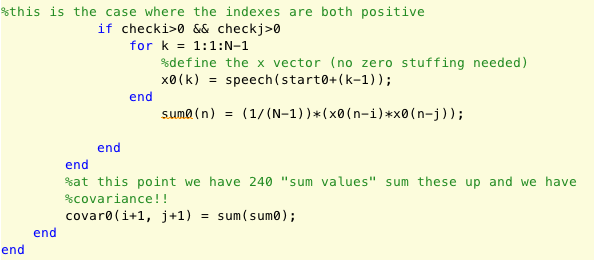 %this is the case where the indexes are both positive
if checki>0 && checkj>0
for k = 1:1:N-1
%define the x vector (no zero stuffing needed)
x0(k) = speech(start0+(k-1));
end
sum0(n) = (1/(N-1))*(x0(n-i)*x0(n-j));
end
end
%at this point we have 240 "sum values" sum these up and we have
%covariance!!
covar0(i+1, j+1) = sum(sum0);
end
end